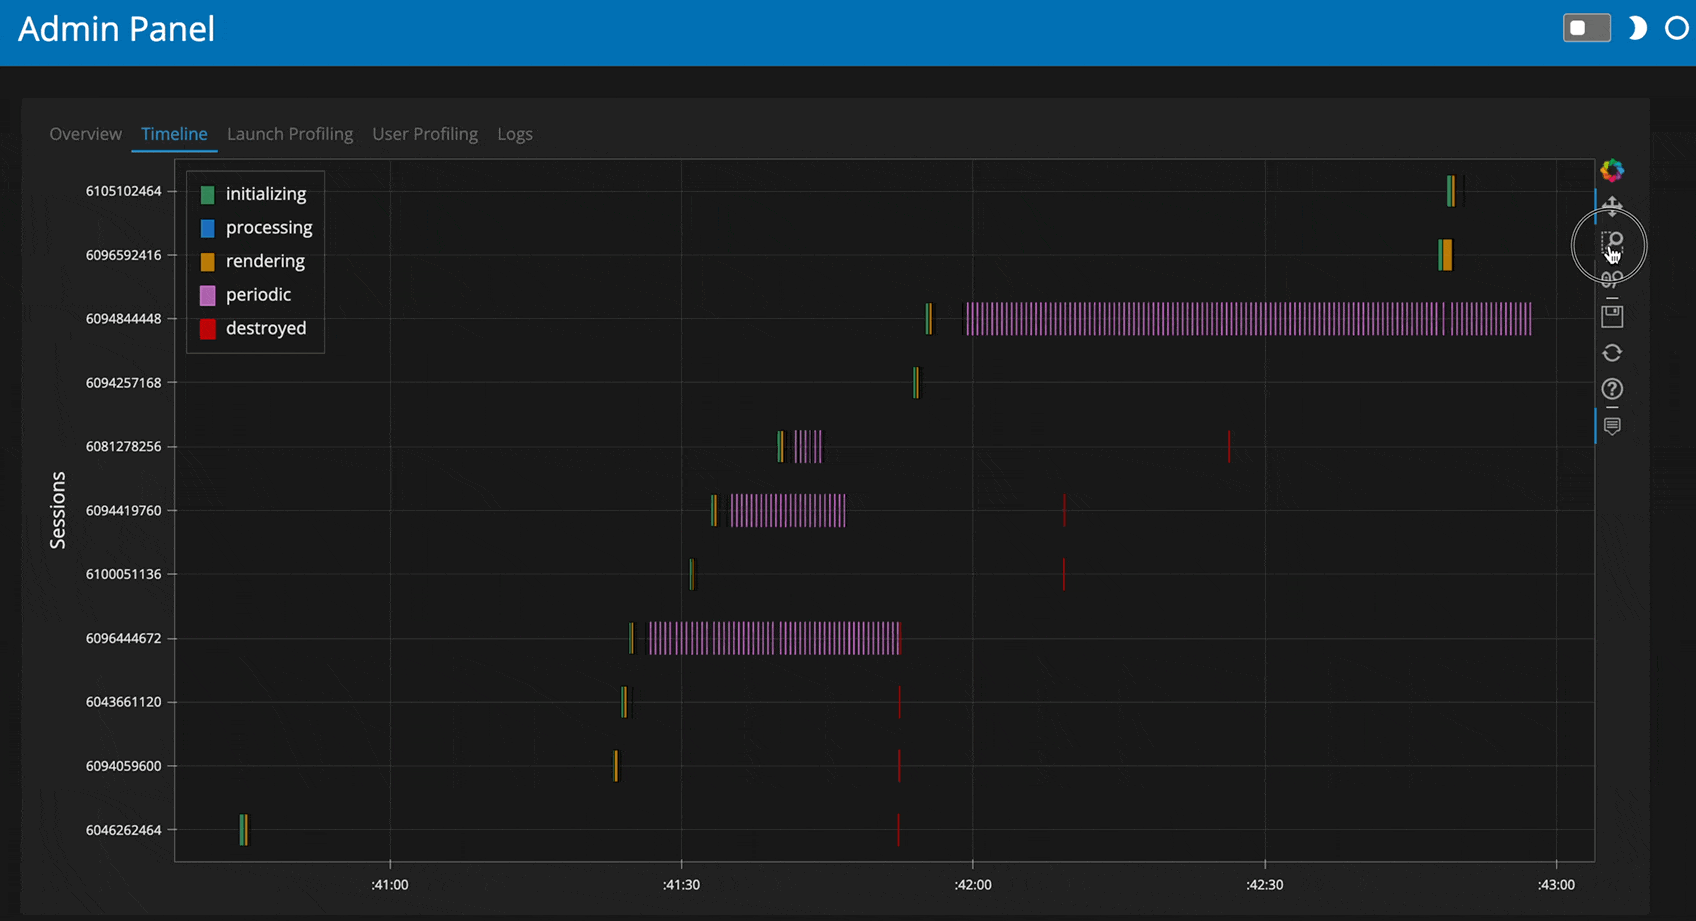 Admin Panel
Overview Timeline Launch Profiling User Profiling Logs
initializing
processing
rendering
periodic
destroyed
6105102464
6096592416
6094844448
6094257168
6081278256
6094419760
6100051136
6096444672
6043661120
6094059600
6046262464
Sessions
:41:00 :41:30 :42:00 :42:30 :43:00